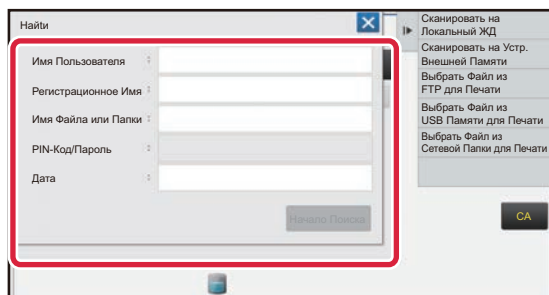 Найти
Имя Пользователя :
Регистрационное Имя :
Имя Файла или Папки :
PIN-Код/Пароль :
Дата :
Начало Поиска
Сканировать на
Локальный ЖД
Сканировать на Устр.
Внешней Памяти
Выбрать Файл из
FTP для Печати
Выбрать Файл из
USB Памяти для Печати
Выбрать Файл из
Сетевой Папки для Печати
CA